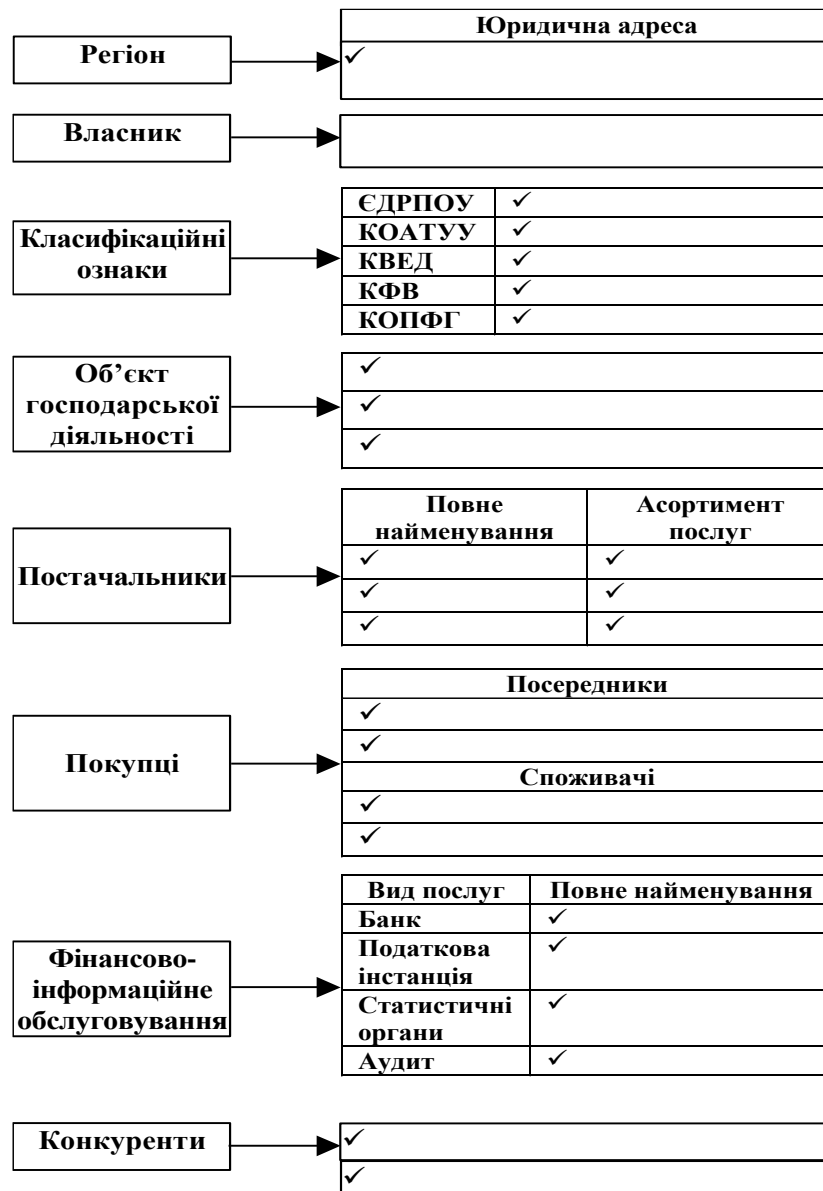 Юридична адреса
Регіон
✓
Власник
Класифікаційні
ознаки
ЄДРПОУ ✓
КОАТУУ ✓
КВЕД ✓
КФВ ✓
КОПФГ ✓
Об’єкт
господарської
діяльності
✓
✓
✓
Постачальники
Повне
найменування
Асортимент
послуг
✓ ✓
✓ ✓
✓ ✓
Покупці
Посередники
✓
✓
Споживачі
✓
✓
Фінансово-
інформаційне
обслуговування
Вид послуг Повне найменування
Банк ✓
Податкова ✓
інстанція
Статистичні ✓
органи
Аудит ✓
Конкуренти
✓
✓